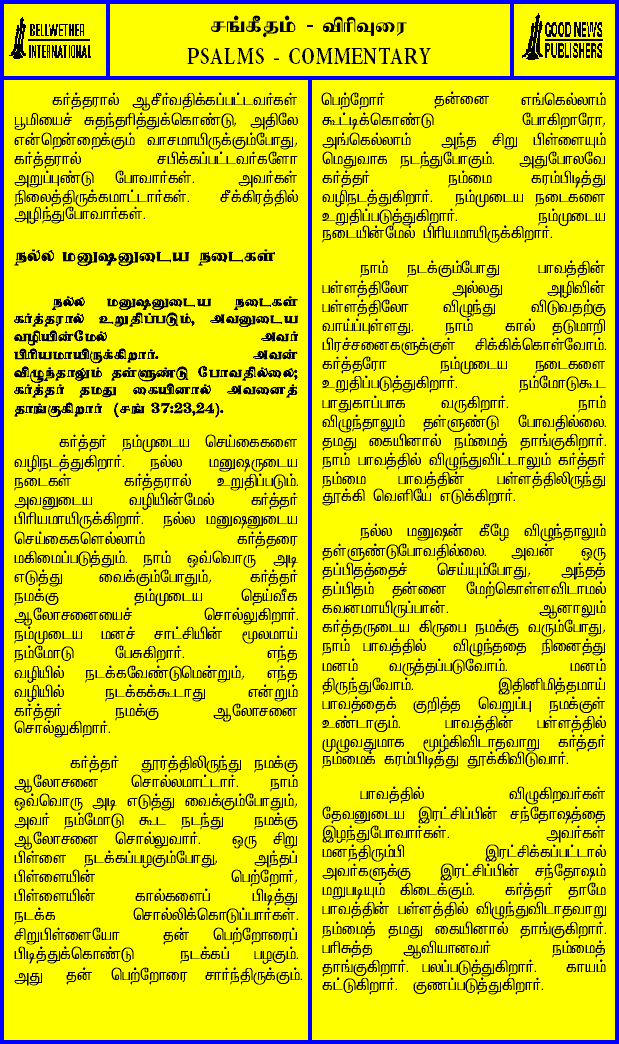 BELLWETHER
INTERNATIONAL
சங்கீதம் - விரிவுரை
PSALMS - COMMENTARY
GOOD NEWS
PUBLISHERS
கர்த்தரால் ஆசீர்வதிக்கப்பட்டவர்கள்
பூமியைச் சுதந்தரித்துக்கொண்டு, அதிலே
என்றென்றைக்கும் வாசமாயிருக்கும்போது,
கர்த்தரால் சபிக்கப்பட்டவர்களோ
அறுப்புண்டு போவார்கள். அவர்கள்
நிலைத்திருக்கமாட்டார்கள். சீக்கிரத்தில்
அழிந்துபோவார்கள்.
நல்ல மனுஷனுடைய நடைகள்
நல்ல மனுஷனுடைய நடைகள்
கர்த்தரால் உறுதிப்படும், அவனுடைய
வழியின்மேல் அவர்
பிரியமாயிருக்கிறார். அவன்
விழுந்தாலும் தள்ளுண்டு போவதில்லை;
கர்த்தர் தமது கையினால் அவனைத்
தாங்குகிறார் (சங் 37:23,24).
கர்த்தர் நம்முடைய செய்கைகளை
வழிநடத்துகிறார். நல்ல மனுஷருடைய
நடைகள் கர்த்தரால் உறுதிப்படும்.
அவனுடைய வழியின்மேல் கர்த்தர்
பிரியமாயிருக்கிறார். நல்ல மனுஷனுடைய
செய்கைகளெல்லாம் கர்த்தரை
மகிமைப்படுத்தும். நாம் ஒவ்வொரு அடி
எடுத்து வைக்கும்போதும், கர்த்தர்
நமக்கு தம்முடைய தெய்வீக
ஆலோசனையைச் சொல்லுகிறார்.
நம்முடைய மனச் சாட்சியின் மூலமாய்
நம்மோடு பேசுகிறார். எந்த
வழியில் நடக்கவேண்டுமென்றும், எந்த
வழியில் நடக்கக்கூடாது என்றும்
கர்த்தர் நமக்கு ஆலோசனை
சொல்லுகிறார்.
கர்த்தர் தூரத்திலிருந்து நமக்கு
ஆலோசனை சொல்லமாட்டார். நாம்
ஒவ்வொரு அடி எடுத்து வைக்கும்போதும்,
அவர் நம்மோடு கூட நடந்து நமக்கு
ஆலோசனை சொல்லுவார். ஒரு சிறு
பிள்ளை நடக்கப்பழகும்போது, அந்தப்
பிள்ளையின் பெற்றோர்,
பிள்ளையின் கால்களைப் பிடித்து
நடக்க சொல்லிக்கொடுப்பார்கள்.
சிறுபிள்ளையோ தன் பெற்றோரைப்
பிடித்துக்கொண்டு நடக்கப் பழகும்.
அது தன் பெற்றோரை சார்ந்திருக்கும்.
பெற்றோர் தன்னை எங்கெல்லாம்
கூட்டிக்கொண்டு போகிறாரோ,
அங்கெல்லாம் அந்த சிறு பிள்ளையும்
மெதுவாக நடந்துபோகும். அதுபோலவே
கர்த்தர் நம்மை கரம்பிடித்து
வழிநடத்துகிறார். நம்முடைய நடைகளை
உறுதிப்படுத்துகிறார். நம்முடைய
நடையின்மேல் பிரியமாயிருக்கிறார்.
நாம் நடக்கும்போது பாவத்தின்
பள்ளத்திலோ அல்லது அழிவின்
பள்ளத்திலோ விழுந்து விடுவதற்கு
வாய்ப்புள்ளது. நாம் கால் தடுமாறி
பிரச்சனைகளுக்குள் சிக்கிக்கொள்வோம்.
கர்த்தரோ நம்முடைய நடைகளை
உறுதிப்படுத்துகிறார். நம்மோடுகூட
பாதுகாப்பாக வருகிறார். நாம்
விழுந்தாலும் தள்ளுண்டு போவதில்லை.
தமது கையினால் நம்மைத் தாங்குகிறார்.
நாம் பாவத்தில் விழுந்துவிட்டாலும் கர்த்தர்
நம்மை பாவத்தின் பள்ளத்திலிருந்து
தூக்கி வெளியே எடுக்கிறார்.
நல்ல மனுஷன் கீழே விழுந்தாலும்
தள்ளுண்டுபோவதில்லை. அவன் ஒரு
தப்பிதத்தைச் செய்யும்போது, அந்தத்
தப்பிதம் தன்னை மேற்கொள்ளவிடாமல்
கவனமாயிருப்பான். ஆனாலும்
கர்த்தருடைய கிருபை நமக்கு வரும்போது,
நாம் பாவத்தில் விழுந்ததை நினைத்து
மனம் வருத்தப்படுவோம். மனம்
திருந்துவோம். இதினிமித்தமாய்
பாவத்தைக் குறித்த வெறுப்பு நமக்குள்
உண்டாகும். பாவத்தின் பள்ளத்தில்
முழுவதுமாக மூழ்கிவிடாதவாறு கர்த்தர்
நம்மைக் கரம்பிடித்து தூக்கிவிடுவார்.
பாவத்தில் விழுகிறவர்கள்
தேவனுடைய இரட்சிப்பின் சந்தோஷத்தை
இழந்துபோவார்கள். அவர்கள்
மனந்திரும்பி இரட்சிக்கப்பட்டால்
அவர்களுக்கு இரட்சிப்பின் சந்தோஷம்
மறுபடியும் கிடைக்கும். கர்த்தர் தாமே
பாவத்தின் பள்ளத்தில் விழுந்துவிடாதவாறு
நம்மைத் தமது கையினால் தாங்குகிறார்.
பரிசுத்த ஆவியானவர் நம்மைத்
தாங்குகிறார். பலப்படுத்துகிறார். காயம்
கட்டுகிறார். குணப்படுத்துகிறார்.